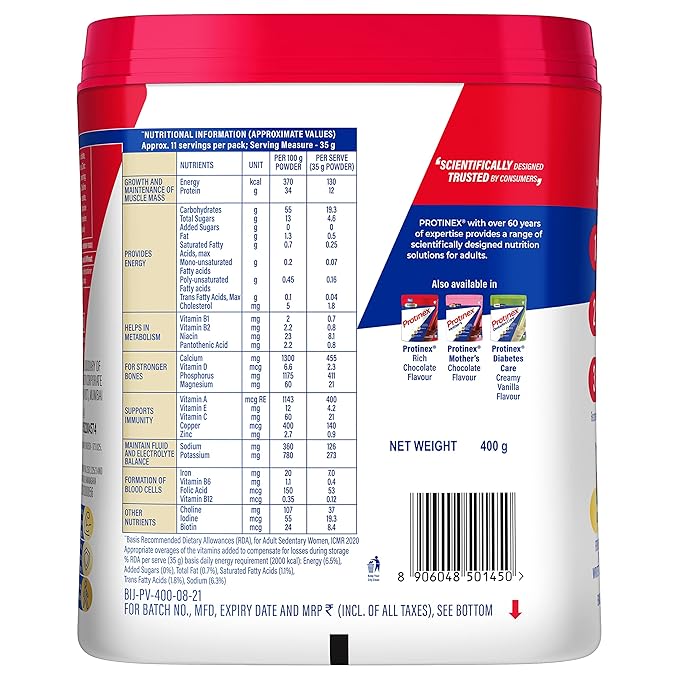 *NUTRITIONAL INFORMATION (APPROXIMATE VALUES)
Approx. 11 servings per pack; Serving Measure - 35 g
NUTRIENTS UNIT PER 100 g POWDER PER SERVE (35 g POWDER)
GROWTH AND MAINTENANCE OF MUSCLE MASS
Energy kcal 370 130
Protein g 34 12
PROVIDES ENERGY
Carbohydrates g 55 19.3
Total Sugars g 13 4.6
Added Sugars g 0 0
Fat g 1.3 0.5
Saturated Fatty Acids, max g 0.7 0.25
Mono-unsaturated Fatty acids g 0.2 0.07
Poly-unsaturated Fatty acids g 0.45 0.16
Trans Fatty Acids, Max g 0.1 0.04
Cholesterol mg 5 1.8
HELPS IN METABOLISM
Vitamin B1 mg 2 0.7
Vitamin B2 mg 2.2 0.8
Niacin mg 23 8.1
Pantothenic Acid mg 2.2 0.8
FOR STRONGER BONES
Calcium mg 1300 455
Vitamin D mcg 6.6 2.3
Phosphorus mg 1175 411
Magnesium mg 60 21
SUPPORTS IMMUNITY
Vitamin A mcg RE 1143 400
Vitamin E mg 12 4.2
Vitamin C mg 60 21
Copper mcg 400 140
Zinc mg 2.7 0.9
MAINTAIN FLUID AND ELECTROLYTE BALANCE
Sodium mg 360 126
Potassium mg 780 273
FORMATION OF BLOOD CELLS
Iron mg 20 7.0
Vitamin B6 mg 1.1 0.4
Folic Acid mcg 150 53
Vitamin B12 mcg 0.35 0.12
OTHER NUTRIENTS
Choline mg 107 37
Iodine mcg 55 19.3
Biotin mcg 24 8.4
*Basis Recommended Dietary Allowances (RDA), for Adult Sedentary Women, ICMR 2020
Appropriate overages of the vitamins added to compensate for losses during storage
% RDA per serve (35 g) basis daily requirement (2000 kcal): Energy (6.5%),
Added Sugars (0%), Total Fat (0.7%), Saturated Fatty Acids (1.1%),
Trans Fatty Acids (1.8%), Sodium (6.3%)
BIJ-PV-400-08-21
FOR BATCH NO., MFD, EXPIRY DATE AND MRP ₹ (INCL. OF ALL TAXES), SEE BOTTOM
"SCIENTIFICALLY DESIGNED
TRUSTED BY CONSUMERS"
PROTINEX® with over 60 years
of expertise provides a range of
scientifically designed nutrition
solutions for adults.
Also available in
Protinex Protinex Protinex
Protinex® Rich Chocolate Flavour
Protinex® Mother's Chocolate Flavour
Protinex® Diabetes Care Creamy Vanilla Flavour
NET WEIGHT 400 g
8 906048 501450